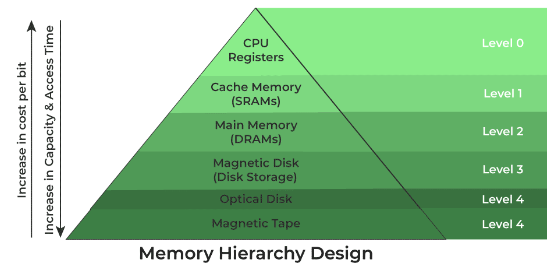 Increase in cost per bit
Increase in Capacity & Access Time
CPU
Registers
Level 0
Cache Memory
(SRAMs)
Level 1
Main Memory
(DRAMs)
Level 2
Magnetic Disk
(Disk Storage)
Level 3
Optical Disk
Level 4
Magnetic Tape
Level 4
Memory Hierarchy Design